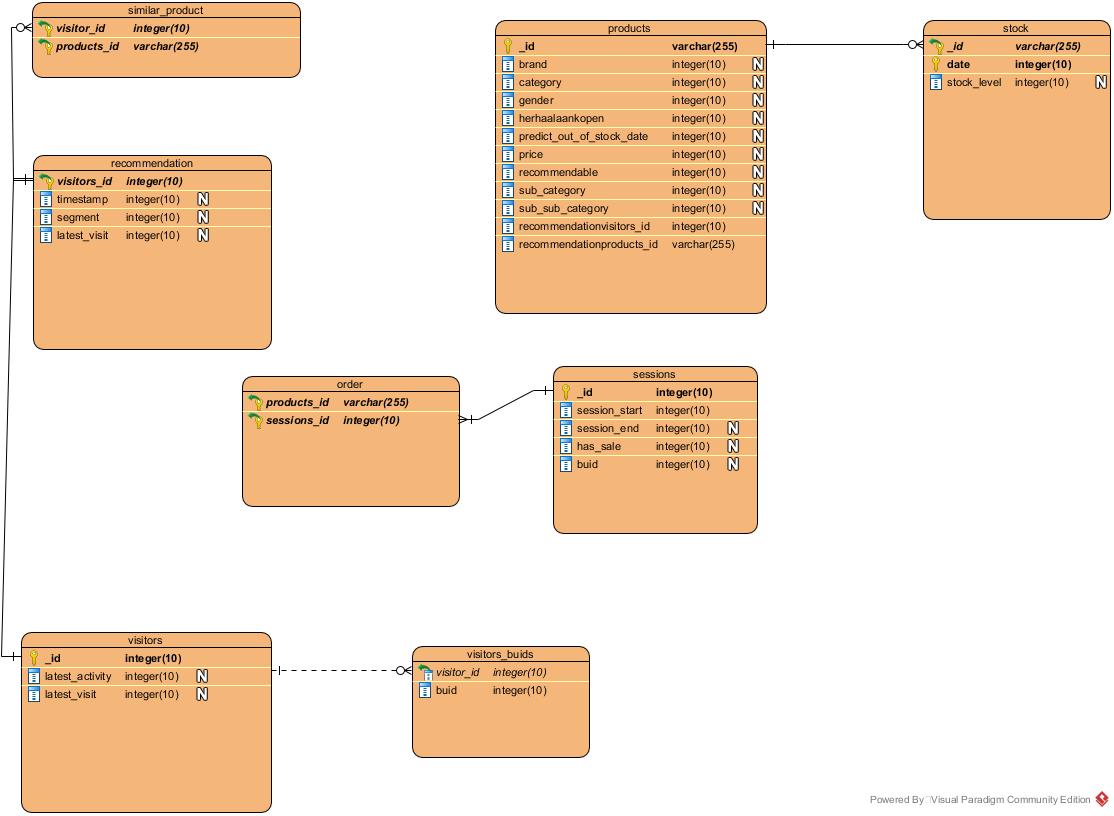 similar_product
visitor_id integer(10)
products_id varchar(255)
products
_id varchar(255)
brand integer(10) N
category integer(10) N
gender integer(10) N
herhaalaankopen integer(10) N
predict_out_of_stock_date integer(10) N
price integer(10) N
recommendable integer(10) N
sub_category integer(10) N
sub_sub_category integer(10) N
recommendationvisitors_id integer(10)
recommendationproducts_id varchar(255)
stock
_id varchar(255)
date integer(10)
stock_level integer(10) N
recommendation
visitors_id integer(10)
timestamp integer(10) N
segment integer(10) N
latest_visit integer(10) N
order
products_id varchar(255)
sessions_id integer(10)
sessions
_id integer(10)
session_start integer(10)
session_end integer(10) N
has_sale integer(10) N
buid integer(10) N
visitors
_id integer(10)
latest_activity integer(10) N
latest_visit integer(10) N
visitors_buids
visitor_id integer(10)
buid integer(10)
Powered By Visual Paradigm Community Edition